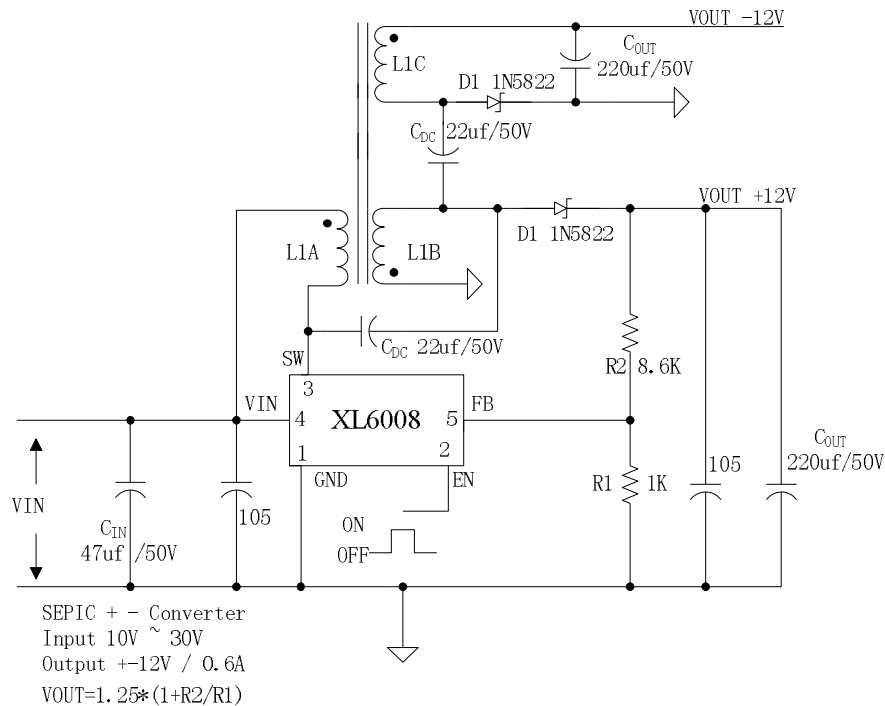 VOUT -12V
COUT
220uf/50V
L1C
D1 1N5822
CDC 22uf/50V
VOUT +12V
D1 1N5822
L1A
L1B
CDC 22uf/50V
SW
R2 8.6K
3
VIN
4
XL6008
5
FB
1
2
GND
EN
R1
1K
105
COUT
220uf/50V
VIN
CIN
47uf /50V
105
ON
OFF
SEPIC + - Converter
Input 10V ~ 30V
Output +-12V / 0.6A
VOUT=1.25*(1+R2/R1)